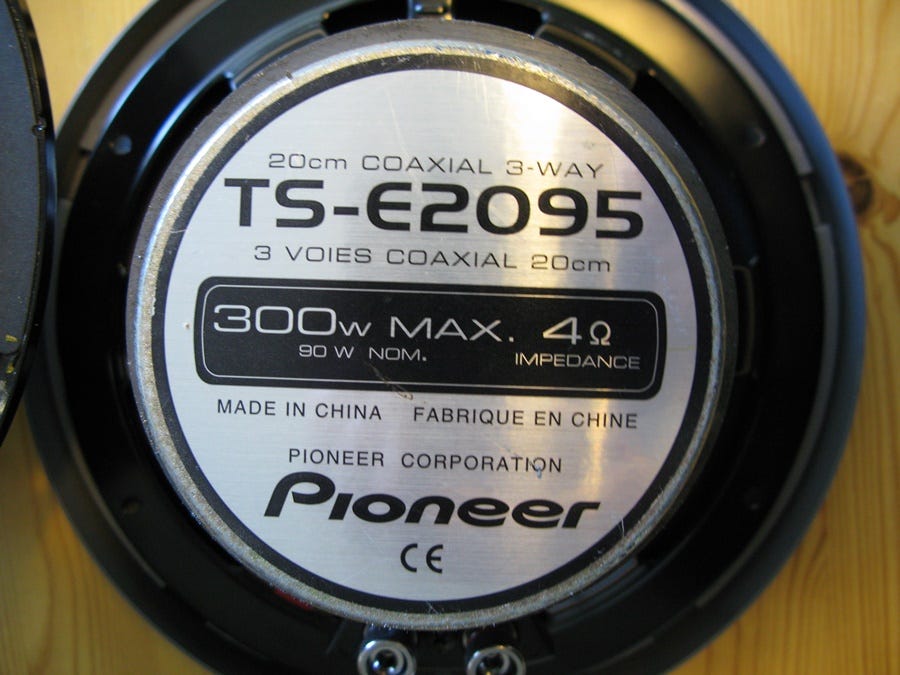 20cm COAXIAL 3-WAY
TS-E2095
3 VOIES COAXIAL 20cm
300W MAX. 4Ω
90 W NOM. IMPEDANCE
MADE IN CHINA FABRIQUE EN CHINE
PIONEER CORPORATION
Pioneer
CE